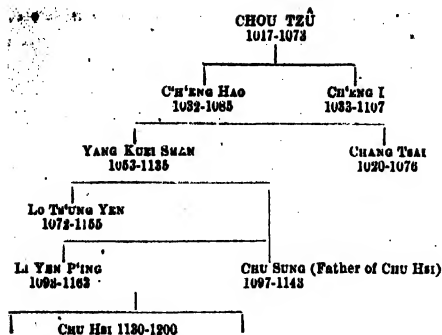 CHOU TZŬ
1017-1073
CH'ENG HAO
1032-1085
CH'ENG I
1033-1107
YANG KUEI SHAN
1053-1135
CHANG TSAI
1020-1076
LO TS'UNG YEN
1072-1155
LI YEN P'ING
1093-1163
CHU SUNG (Father of CHU HSI)
1097-1143
CHU HSI 1130-1200